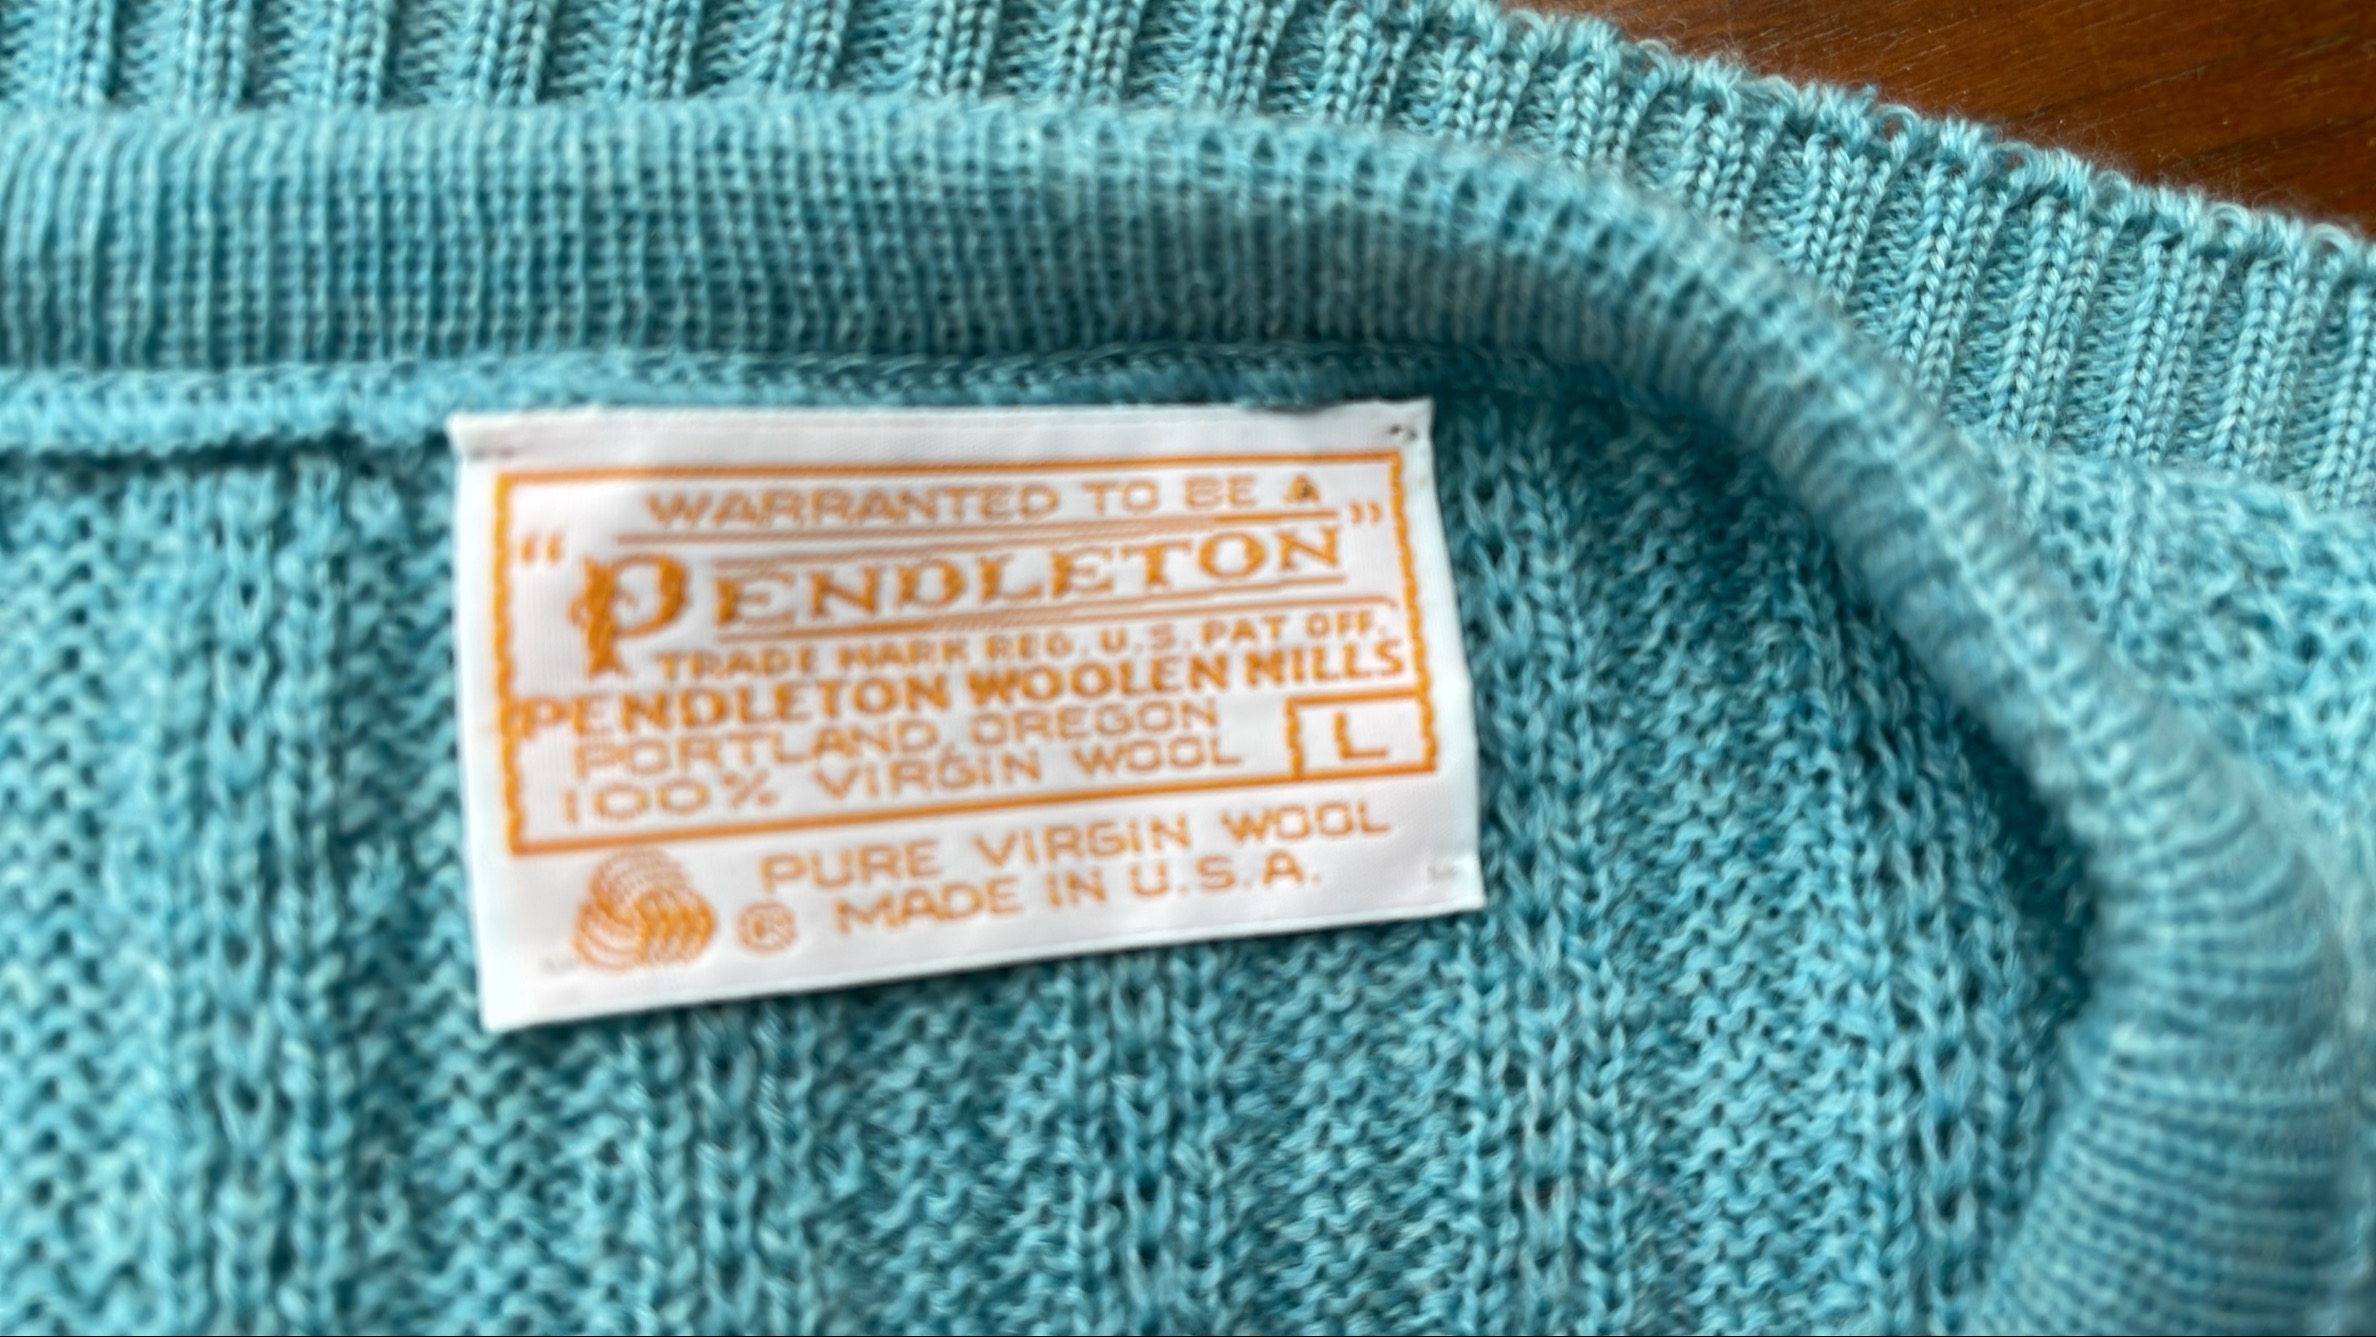 WARRANTED TO BE A
"PENDLETON"
TRADE MARK REG. U.S. PAT OFF.
PENDLETON WOOLEN MILLS
PORTLAND, OREGON
100% VIRGIN WOOL
L
PURE VIRGIN WOOL
® MADE IN U.S.A.